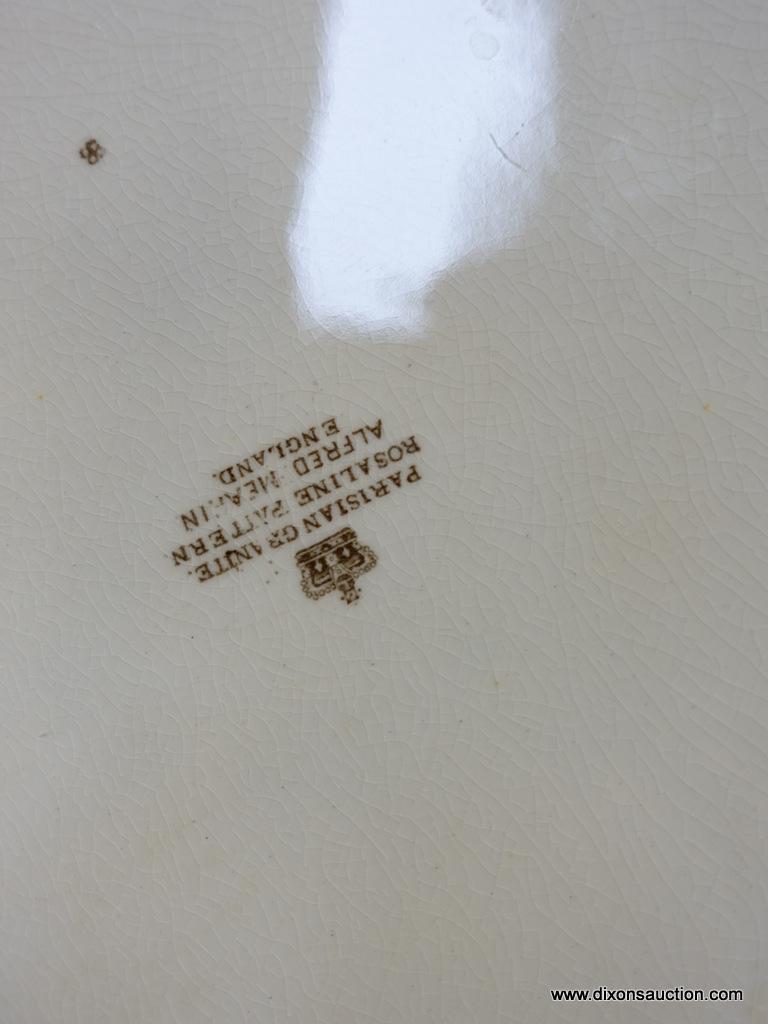 PARISIAN GRANITE.
ROSALINE PATTERN
ALFRED MEAKIN
ENGLAND.
www.dixonsauction.com